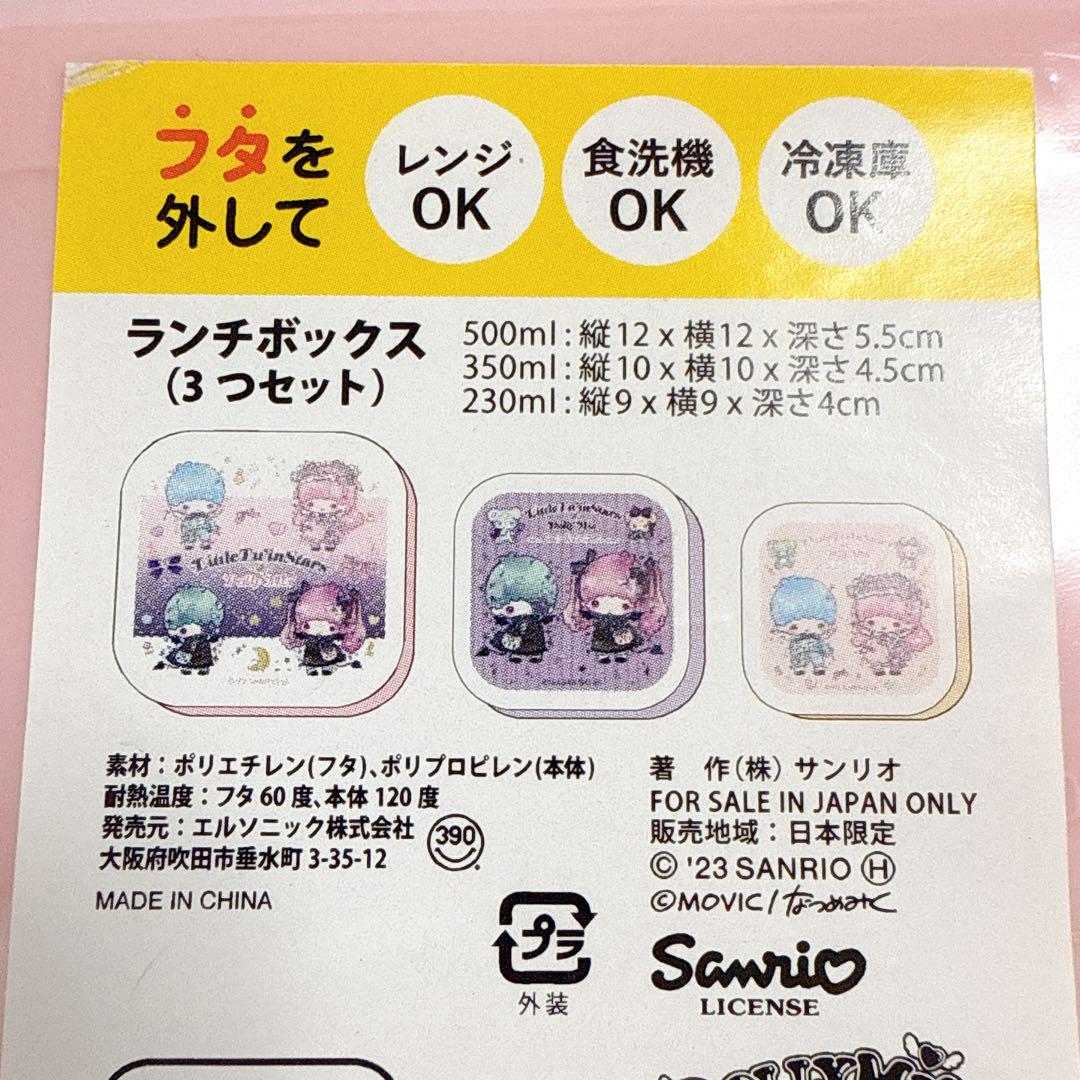 フタを
外して
レンジ
OK
食洗機
OK
冷凍庫
OK
ランチボックス
(3つセット)
500ml : 縦12 x 横12 x 深さ5.5cm
350ml : 縦10 x 横10 x 深さ4.5cm
230ml : 縦9 x 横9 x 深さ4cm
LittleTwinStars
LittleTwinStars
素材：ポリエチレン(フタ)､ポリプロピレン(本体)
耐熱温度：フタ60度､本体120度
発売元：エルソニック株式会社
大阪府吹田市垂水町3-35-12
390
MADE IN CHINA
プラ
外装
著　作(株) サンリオ
FOR SALE IN JAPAN ONLY
販売地域：日本限定
© '23 SANRIO Ⓗ
©MOVIC/なつめみく
Sanrio
LICENSE